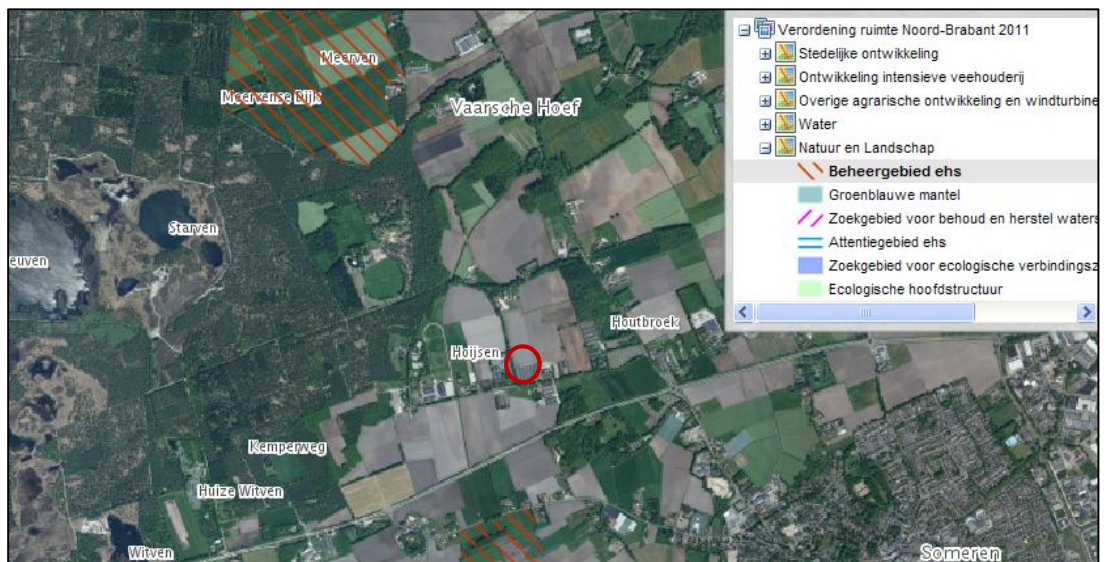 Verordening ruimte Noord-Brabant 2011
Stedelijke ontwikkeling
Ontwikkeling intensieve veehouderij
Overige agrarische ontwikkeling en windturbine
Water
Natuur en Landschap
Beheergebied ehs
Groenblauwe mantel
Zoekgebied voor behoud en herstel waters
Attentiegebied ehs
Zoekgebied voor ecologische verbindingsz
Ecologische hoofdstructuur
Meerven
Meervense Dijk
Vaarsche Hoef
Starven
euven
Houtbroek
Hoijsen
Kemperweg
Huize Witven
Witven
Someren